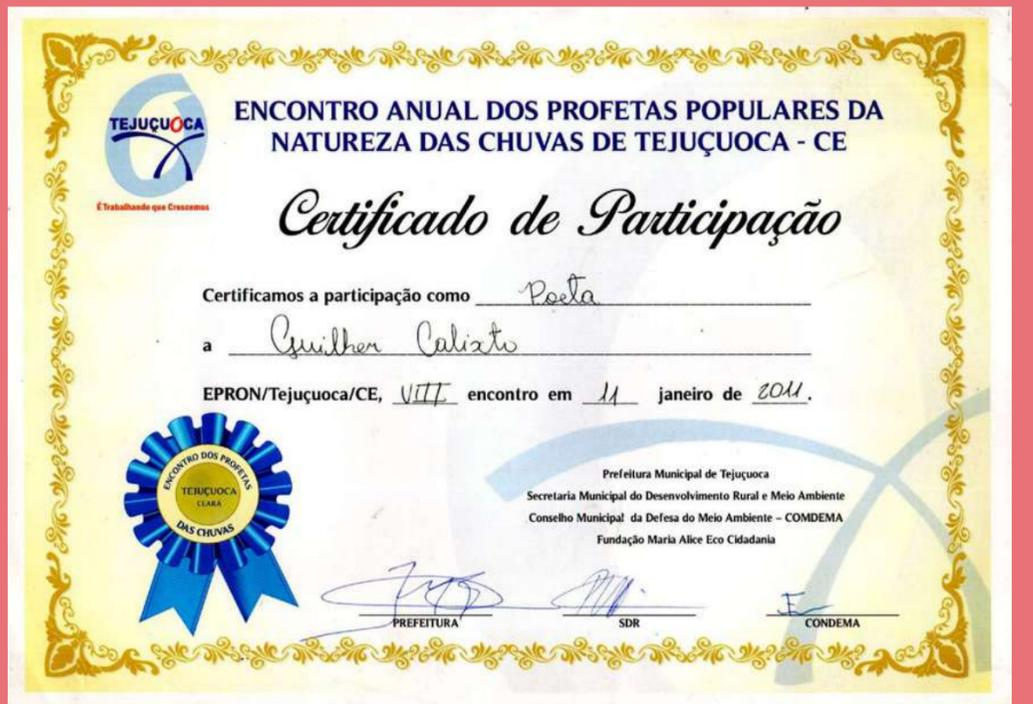 TEJUÇUOCA
É Trabalhando que Crescemos
ENCONTRO ANUAL DOS PROFETAS POPULARES DA
NATUREZA DAS CHUVAS DE TEJUÇUOCA - CE
Certificado de Participação
Certificamos a participação como Poeta
a Guilher Calixto
EPRON/Tejuçuoca/CE, VIII encontro em 11 janeiro de 2011.
ENCONTRO DOS PROFETAS
TEJUÇUOCA
CEARÁ
DAS CHUVAS
Prefeitura Municipal de Tejuçuoca
Secretaria Municipal do Desenvolvimento Rural e Meio Ambiente
Conselho Municipal da Defesa do Meio Ambiente – COMDEMA
Fundação Maria Alice Eco Cidadania
PREFEITURA
SDR
CONDEMA